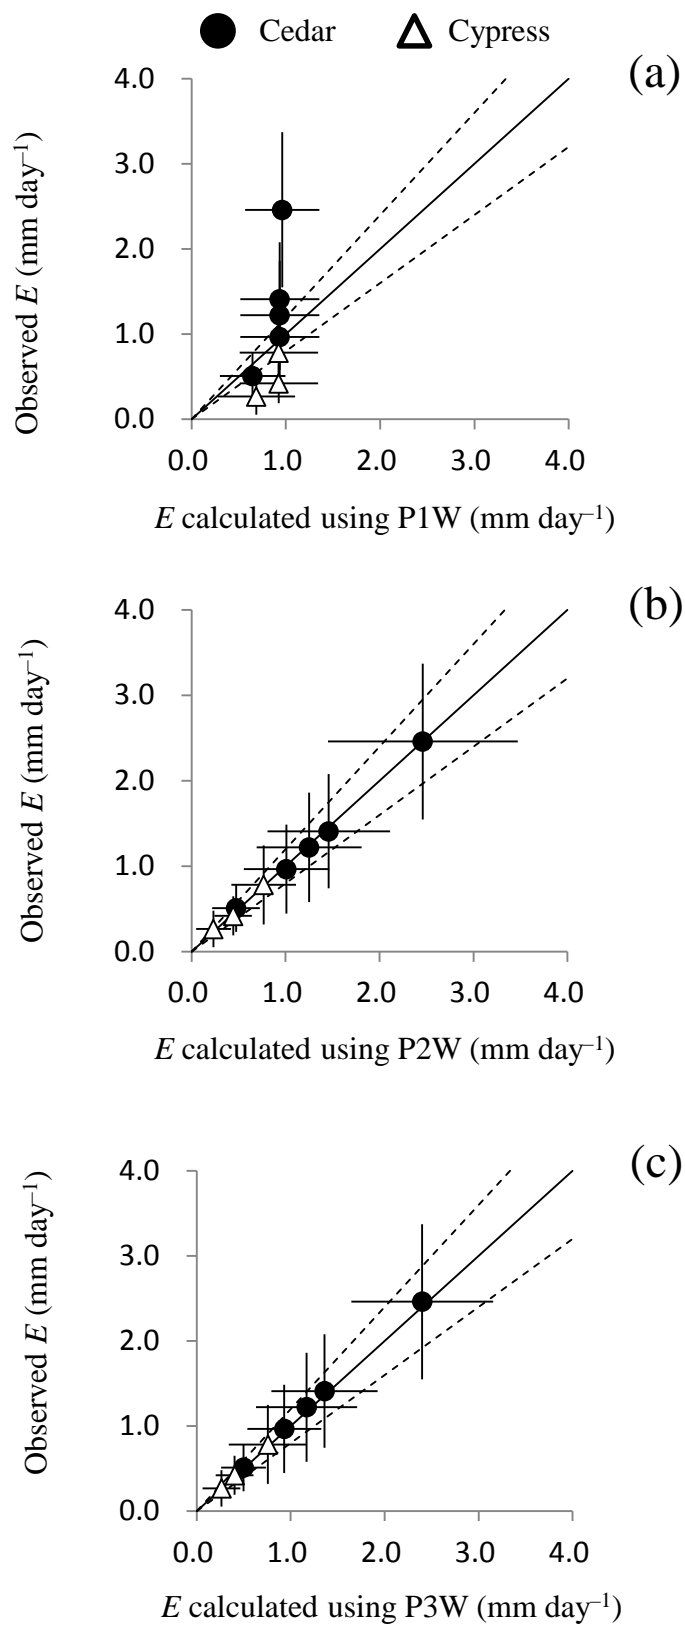 Cedar Cypress
(a)
4.0
3.0
2.0
1.0
0.0
Observed E (mm day–1)
0.0 1.0 2.0 3.0 4.0
E calculated using P1W (mm day–1)
(b)
4.0
3.0
2.0
1.0
0.0
Observed E (mm day–1)
0.0 1.0 2.0 3.0 4.0
E calculated using P2W (mm day–1)
(c)
4.0
3.0
2.0
1.0
0.0
Observed E (mm day–1)
0.0 1.0 2.0 3.0 4.0
E calculated using P3W (mm day–1)